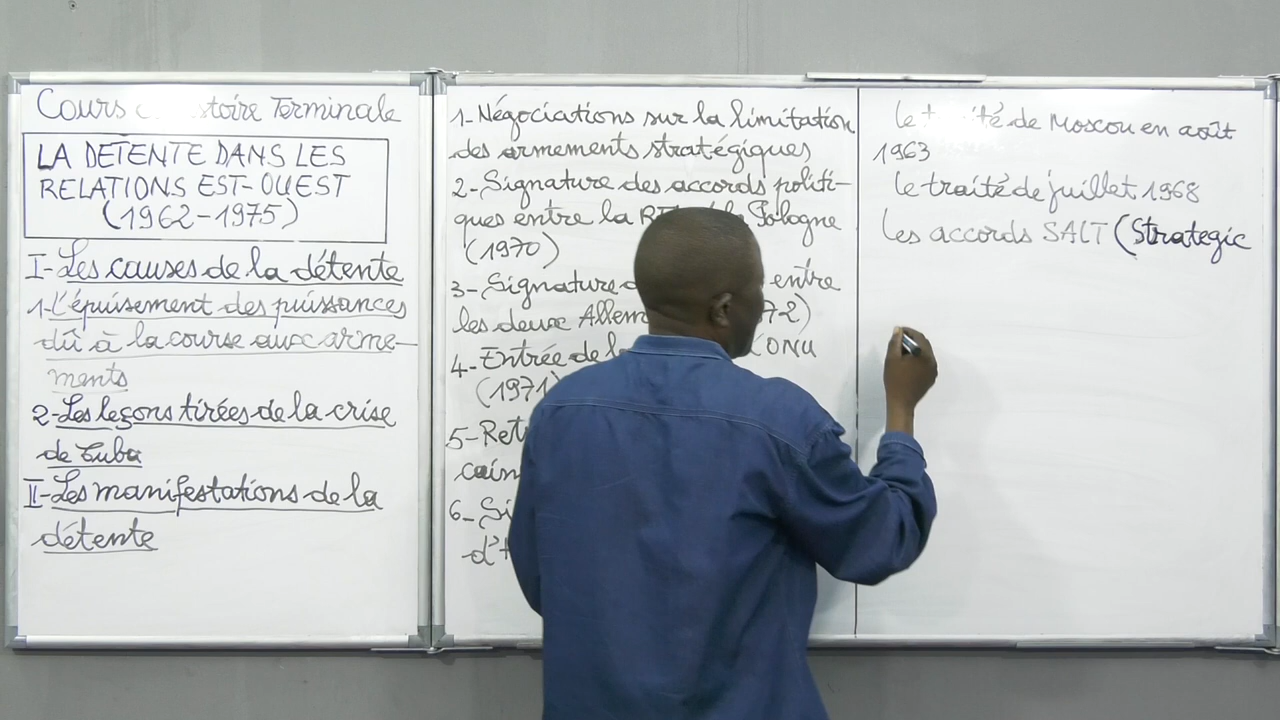 Cours stoire Terminale
LA DETENTE DANS LES
RELATIONS EST-OUEST
(1962-1975)
I-Les causes de la détente
1-L'épuisement des puissances
dû à la course aux arme-
ments
2-Les leçons tirées de la crise
de Cuba
II-Les manifestations de la
détente
1-Négociations sur la limitation
des armements stratégiques
2-Signature des accords politi-
ques entre la Pologne
(1970)
3-Signature entre
les deux Allem 72)
4-Entrée de l'ONU
(1971)
5-Ret
cain
6-Si
d'
le de Moscou en août
1963
le traité de juillet 1968
les accords SALT (Strategic